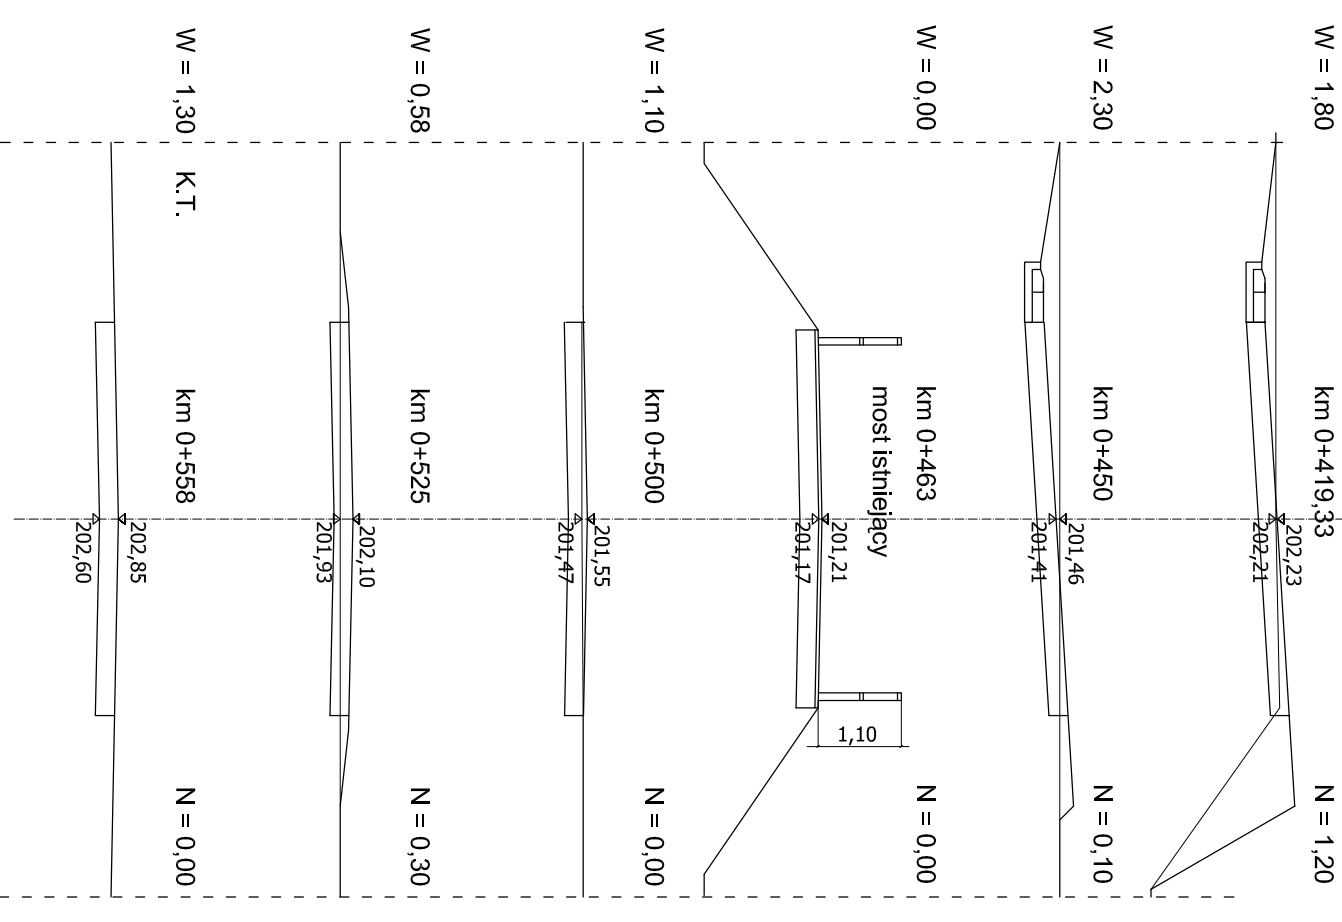 W = 1,80
km 0+419,33
N = 1,20
202,23
202,21
W = 2,30
km 0+450
N = 0,10
201,46
201,41
W = 0,00
km 0+463
N = 0,00
most istniejący
201,21
201,17
1,10
W = 1,10
km 0+500
N = 0,00
201,55
201,47
W = 0,58
km 0+525
N = 0,30
202,10
201,93
W = 1,30
K.T.
km 0+558
N = 0,00
202,85
202,60